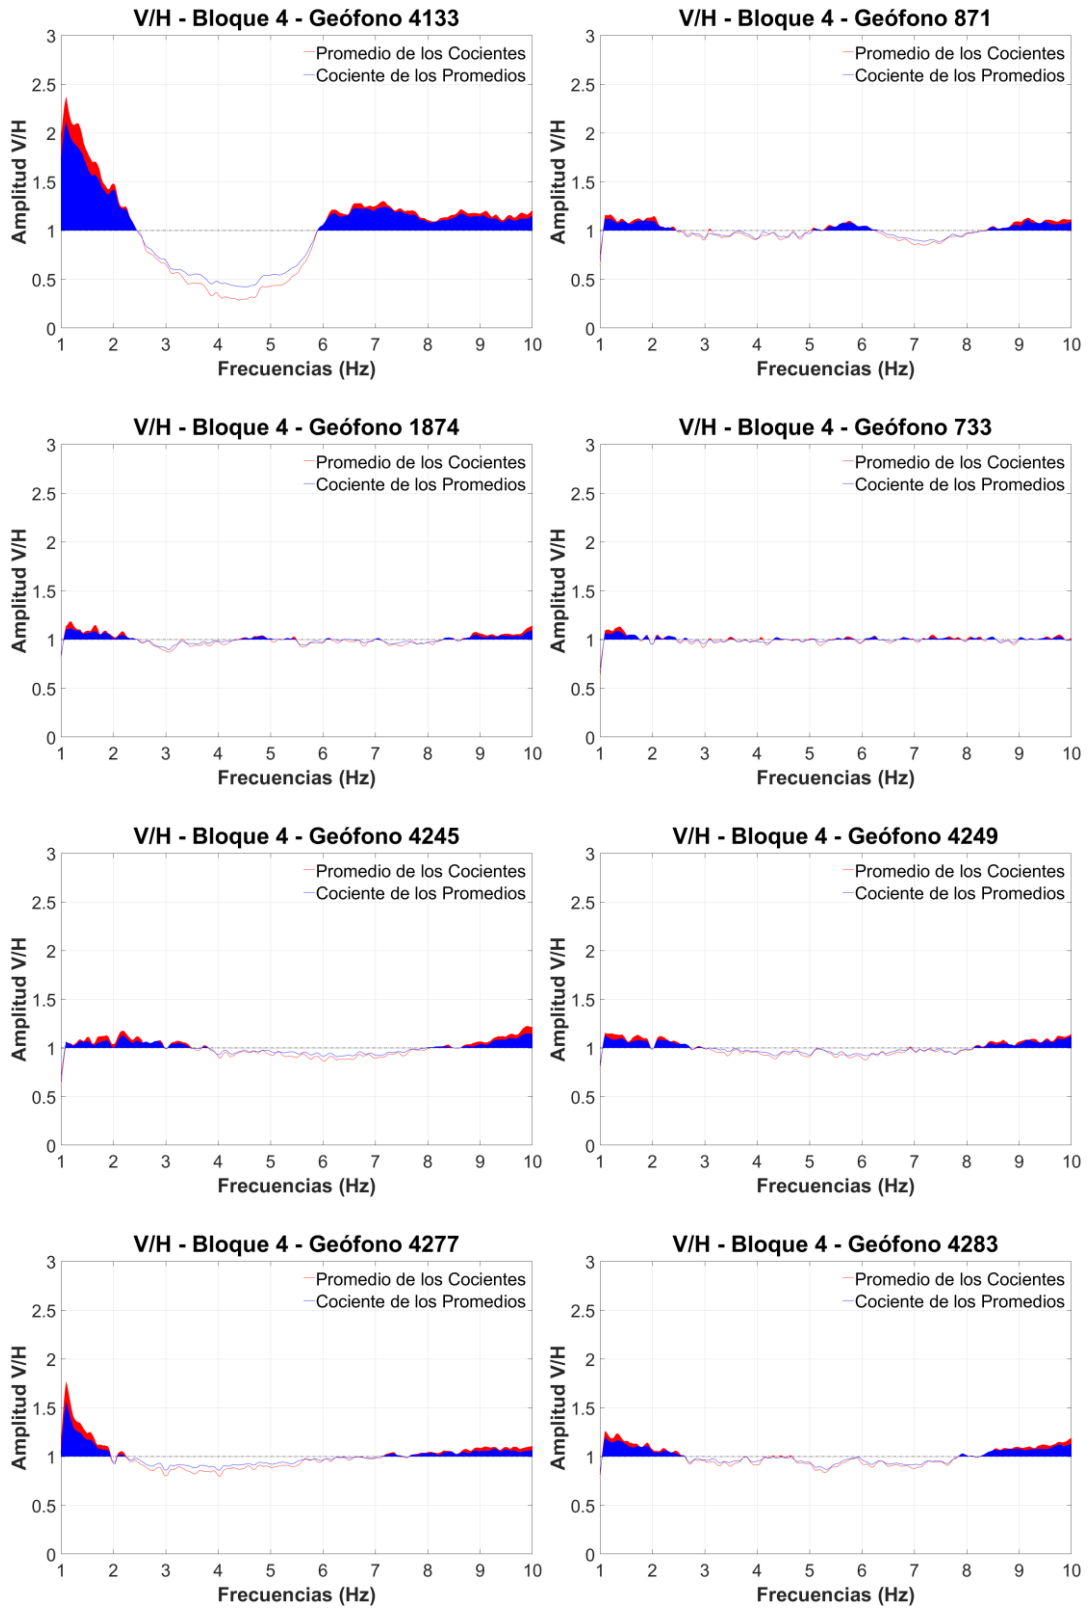 V/H - Bloque 4 - Geófono 4133
Promedio de los Cocientes
Cociente de los Promedios
Amplitud V/H
3
2.5
2
1.5
1
0.5
0
1 2 3 4 5 6 7 8 9 10
Frecuencias (Hz)
V/H - Bloque 4 - Geófono 871
Promedio de los Cocientes
Cociente de los Promedios
Amplitud V/H
3
2.5
2
1.5
1
0.5
0
1 2 3 4 5 6 7 8 9 10
Frecuencias (Hz)
V/H - Bloque 4 - Geófono 1874
Promedio de los Cocientes
Cociente de los Promedios
Amplitud V/H
3
2.5
2
1.5
1
0.5
0
1 2 3 4 5 6 7 8 9 10
Frecuencias (Hz)
V/H - Bloque 4 - Geófono 733
Promedio de los Cocientes
Cociente de los Promedios
Amplitud V/H
3
2.5
2
1.5
1
0.5
0
1 2 3 4 5 6 7 8 9 10
Frecuencias (Hz)
V/H - Bloque 4 - Geófono 4245
Promedio de los Cocientes
Cociente de los Promedios
Amplitud V/H
3
2.5
2
1.5
1
0.5
0
1 2 3 4 5 6 7 8 9 10
Frecuencias (Hz)
V/H - Bloque 4 - Geófono 4249
Promedio de los Cocientes
Cociente de los Promedios
Amplitud V/H
3
2.5
2
1.5
1
0.5
0
1 2 3 4 5 6 7 8 9 10
Frecuencias (Hz)
V/H - Bloque 4 - Geófono 4277
Promedio de los Cocientes
Cociente de los Promedios
Amplitud V/H
3
2.5
2
1.5
1
0.5
0
1 2 3 4 5 6 7 8 9 10
Frecuencias (Hz)
V/H - Bloque 4 - Geófono 4283
Promedio de los Cocientes
Cociente de los Promedios
Amplitud V/H
3
2.5
2
1.5
1
0.5
0
1 2 3 4 5 6 7 8 9 10
Frecuencias (Hz)